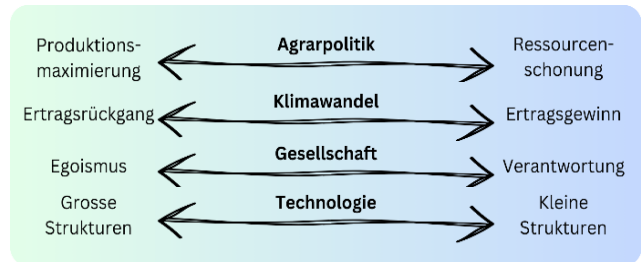 Produktions-
maximierung
Agrarpolitik
Ressourcen-
schonung
Ertragsrückgang
Klimawandel
Ertragsgewinn
Egoismus
Gesellschaft
Verantwortung
Grosse
Strukturen
Technologie
Kleine
Strukturen